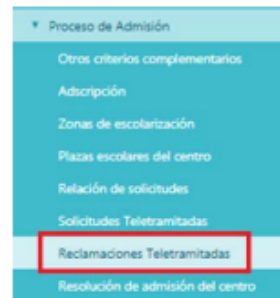 Proceso de Admisión
Otros criterios complementarios
Adscripción
Zonas de escolarización
Plazas escolares del centro
Relación de solicitudes
Solicitudes Teletramitadas
Reclamaciones Teletramitadas
Resolución de admisión del centro